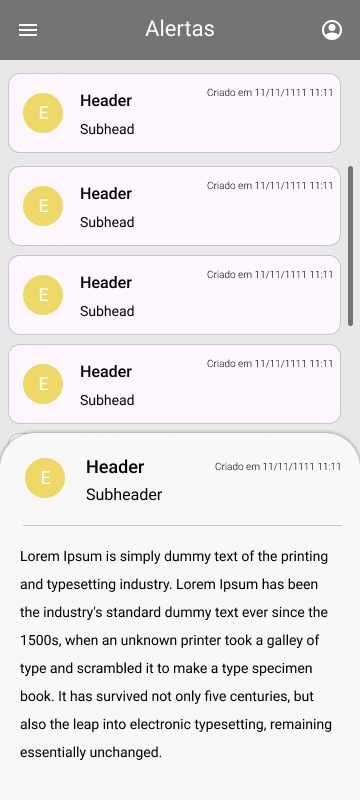 Alertas
E
Header
Criado em 11/11/1111 11:11
Subhead
E
Header
Criado em 11/11/1111 11:11
Subhead
E
Header
Criado em 11/11/1111 11:11
Subhead
E
Header
Criado em 11/11/1111 11:11
Subhead
E
Header
Criado em 11/11/1111 11:11
Subheader
Lorem Ipsum is simply dummy text of the printing
and typesetting industry. Lorem Ipsum has been
the industry's standard dummy text ever since the
1500s, when an unknown printer took a galley of
type and scrambled it to make a type specimen
book. It has survived not only five centuries, but
also the leap into electronic typesetting, remaining
essentially unchanged.